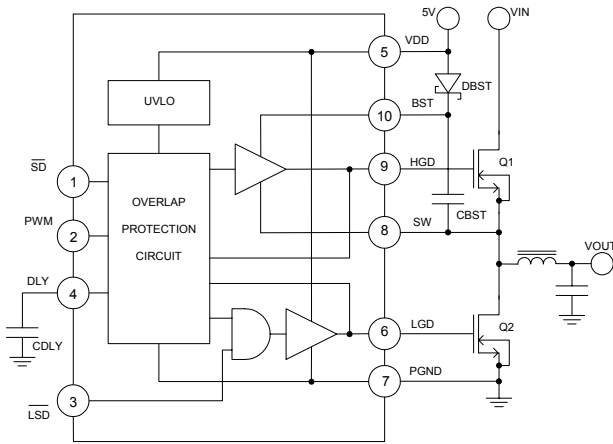 5V
VIN
5
VDD
DBST
UVLO
10
BST
SD
1
9
HGD
Q1
OVERLAP
PROTECTION
CIRCUIT
PWM
2
CBST
8
SW
VOUT
DLY
4
CDLY
6
LGD
Q2
7
PGND
LSD
3